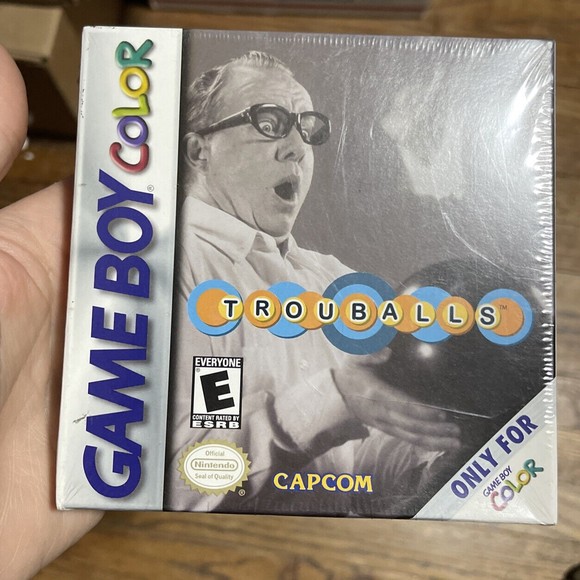 GAME BOY COLOR
TROUBALLS™
EVERYONE
E
®
CONTENT RATED BY
ESRB
Official
Nintendo
Seal of Quality
®
CAPCOM
ONLY FOR
GAME BOY
COLOR